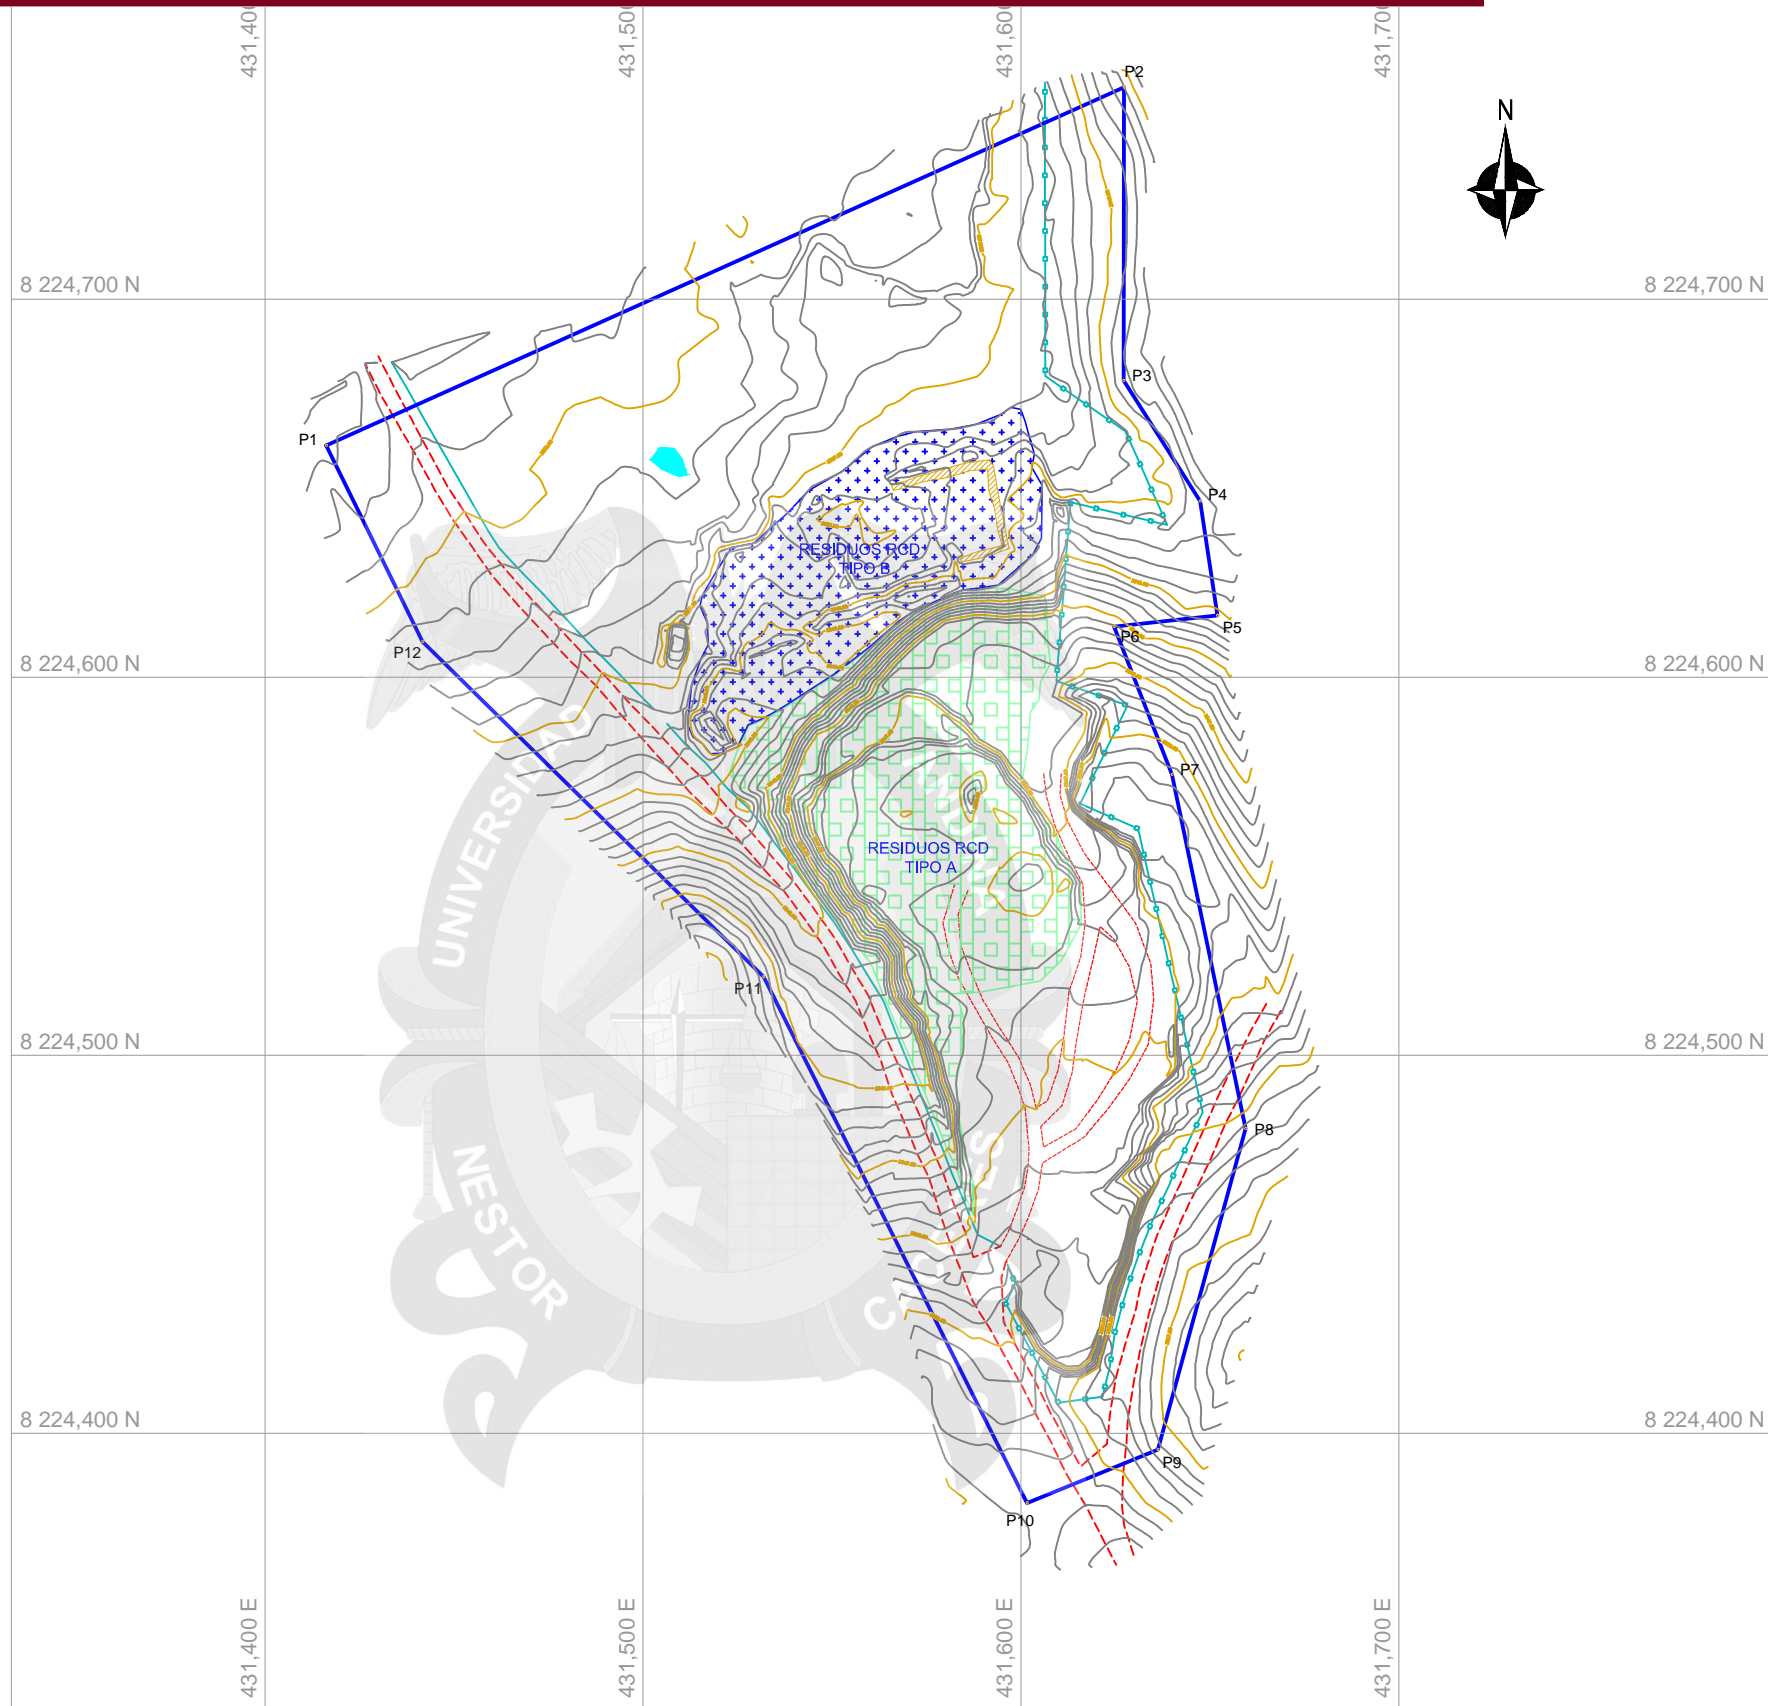 431,400
431,500
431,600
431,700
P2
N
8 224,700 N
8 224,700 N
P3
P1
P4
RESIDUOS RCD
TIPO B
P5
P6
P12
8 224,600 N
8 224,600 N
P7
RESIDUOS RCD
TIPO A
UNIVERSIDAD
ANDINA
P11
8 224,500 N
8 224,500 N
P8
NESTOR
8 224,400 N
8 224,400 N
P9
P10
431,400 E
431,500 E
431,600 E
431,700 E